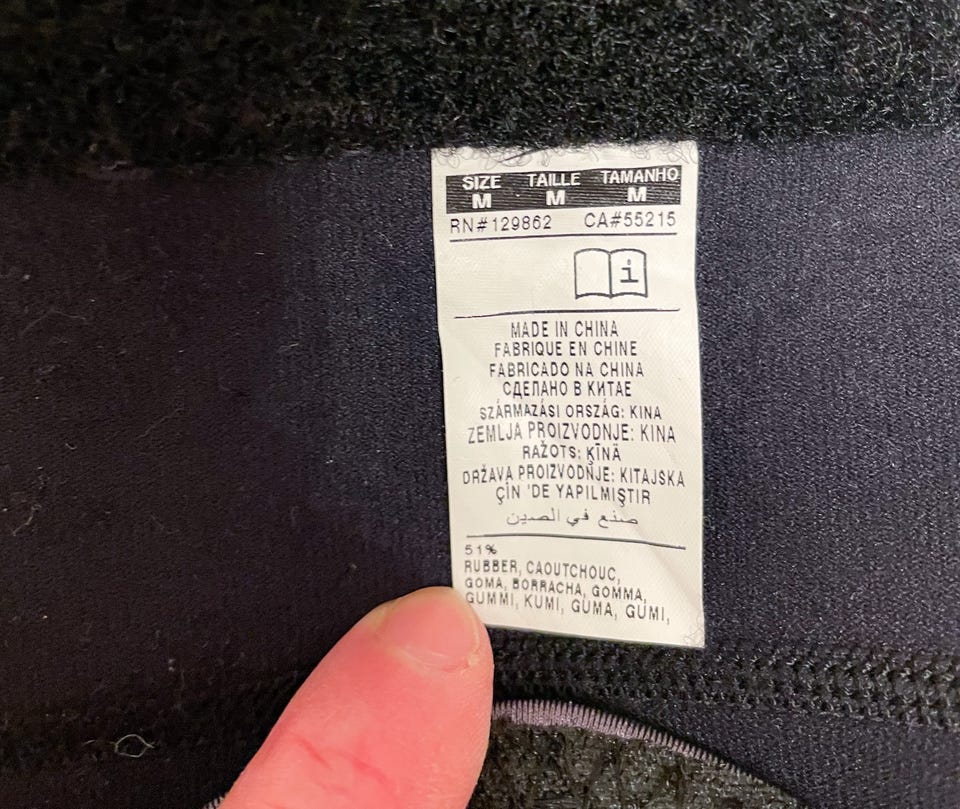 SIZE TAILLE TAMANHO
M M M
RN#129862 CA#55215
i
MADE IN CHINA
FABRIQUE EN CHINE
FABRICADO NA CHINA
СДЕЛАНО В КИТАЕ
SZÁRMAZÁSI ORSZÁG: KINA
ZEMLJA PROIZVODNJE: KINA
RAŽOTS: ĶĪNĀ
DRŽAVA PROIZVODNJE: KITAJSKA
ÇİN 'DE YAPILMIŞTIR
صنع في الصين
51%
RUBBER, CAOUTCHOUC,
GOMA, BORRACHA, GOMMA,
GUMMI, KUMI, GUMA, GUMI,